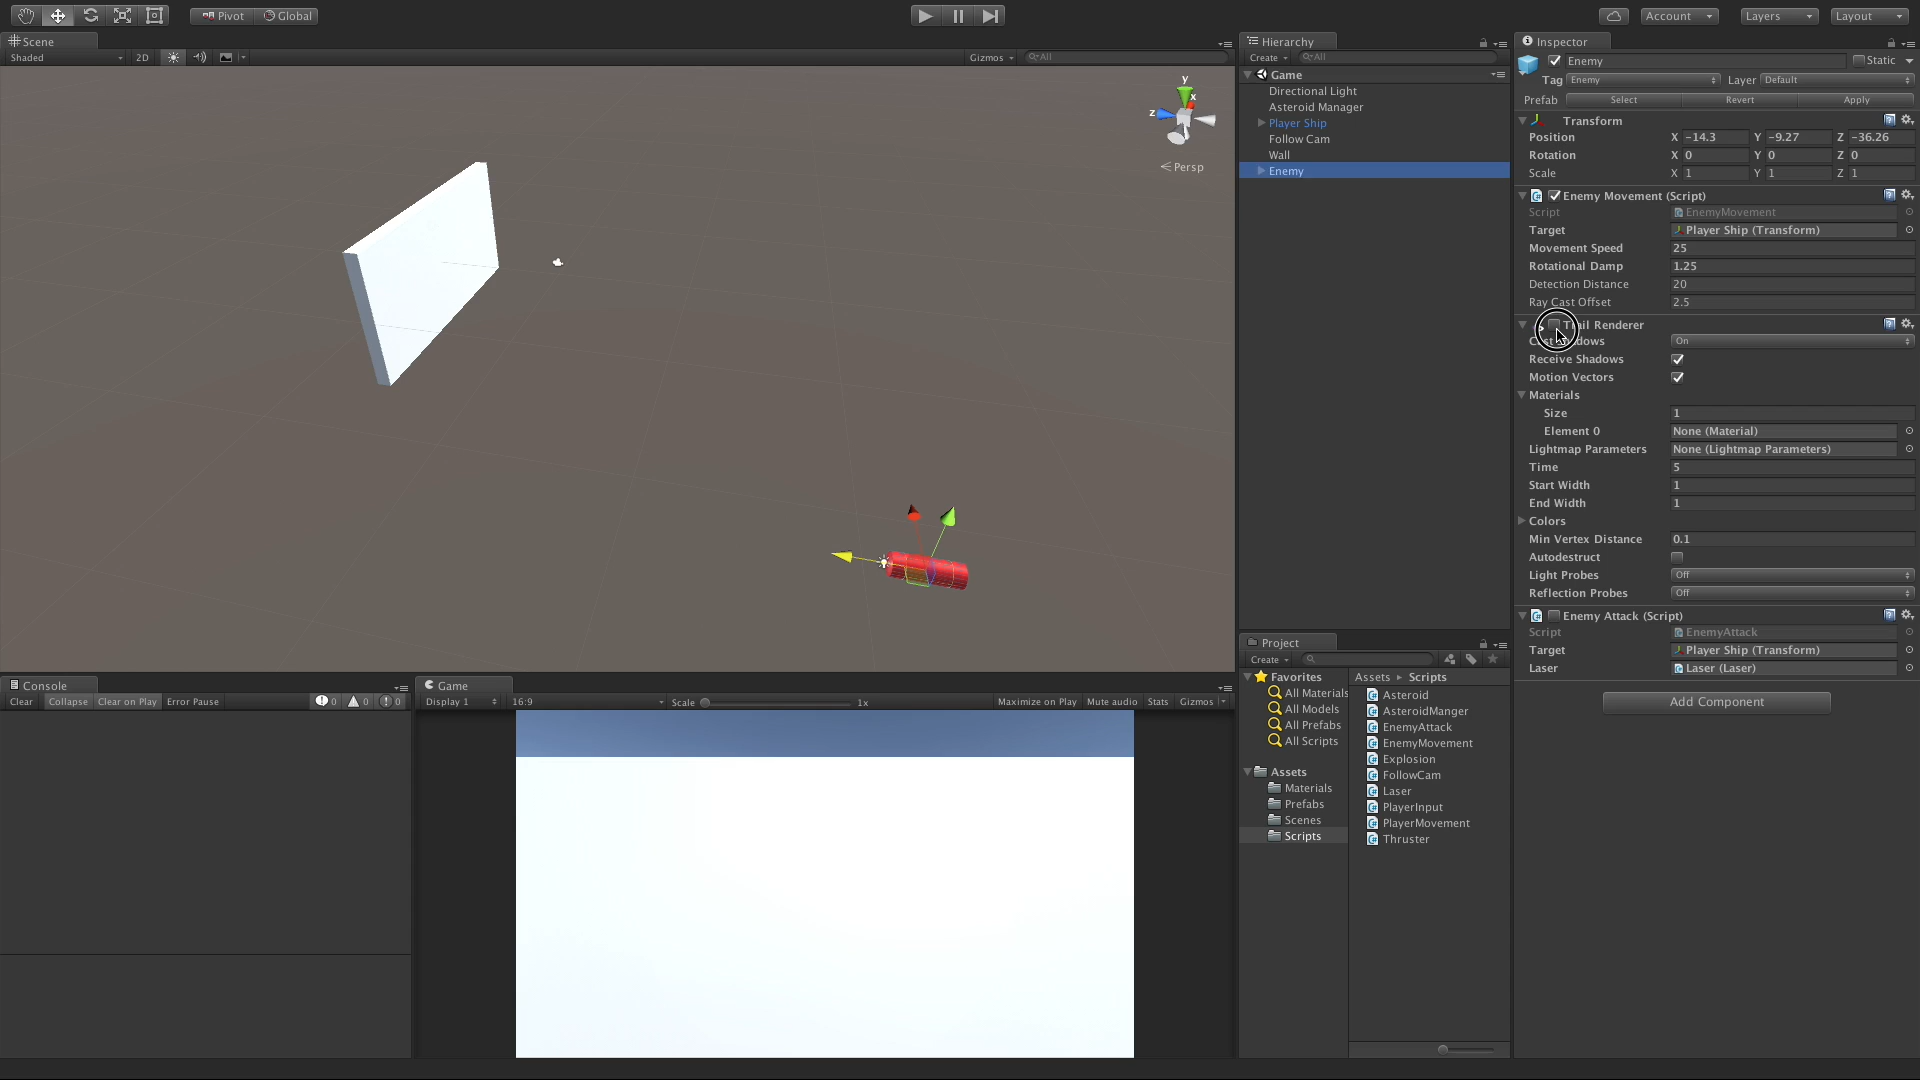 Pivot
Global
Account
Layers
Layout
Scene
Shaded
2D
Gizmos
All
y
x
z
Persp
Hierarchy
Create
All
Game
Directional Light
Asteroid Manager
Player Ship
Follow Cam
Wall
Enemy
Inspector
Enemy
Static
Tag Enemy Layer Default
Prefab Select Revert Apply
Transform
Position X -14.3 Y -9.27 Z -36.26
Rotation X 0 Y 0 Z 0
Scale X 1 Y 1 Z 1
Enemy Movement (Script)
Script EnemyMovement
Target Player Ship (Transform)
Movement Speed 25
Rotational Damp 1.25
Detection Distance 20
Ray Cast Offset 2.5
Renderer
On
Receive Shadows
Motion Vectors
Materials
Size 1
Element 0 None (Material)
Lightmap Parameters None (Lightmap Parameters)
Time 5
Start Width 1
End Width 1
Colors
Min Vertex Distance 0.1
Autodestruct
Light Probes Off
Reflection Probes Off
Enemy Attack (Script)
Script EnemyAttack
Target Player Ship (Transform)
Laser Laser (Laser)
Add Component
Project
Create
Favorites
All Materials
All Models
All Prefabs
All Scripts
Assets
Materials
Prefabs
Scenes
Scripts
Assets ▸ Scripts
Asteroid
AsteroidManger
EnemyAttack
EnemyMovement
Explosion
FollowCam
Laser
PlayerInput
PlayerMovement
Thruster
Console
Clear Collapse Clear on Play Error Pause 0 0 0
Game
Display 1 16:9 Scale 1x Maximize on Play Mute audio Stats Gizmos